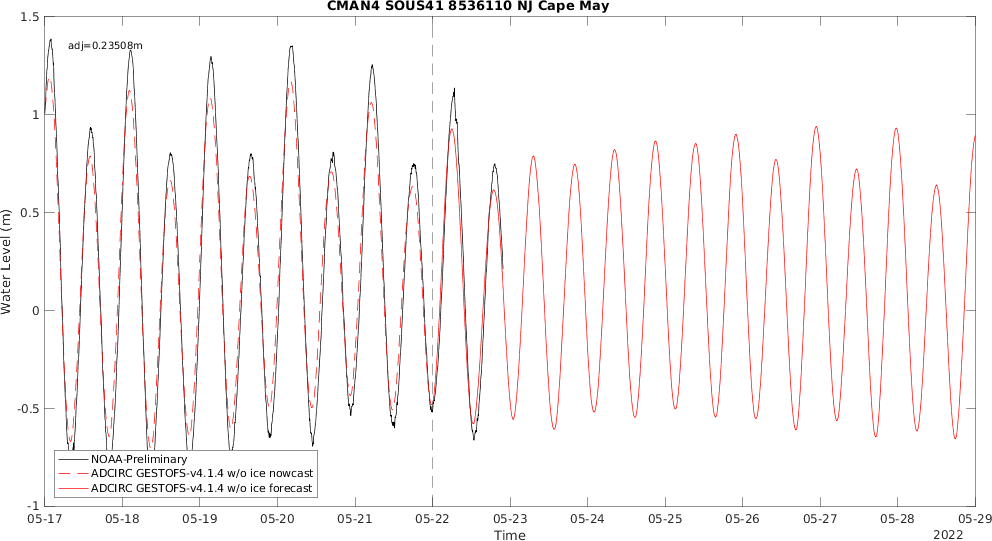 CMAN4 SOUS41 8536110 NJ Cape May
adj=0.23508m
1.5
1
0.5
0
-0.5
-1
Water Level (m)
NOAA-Preliminary
ADCIRC GESTOFS-v4.1.4 w/o ice nowcast
ADCIRC GESTOFS-v4.1.4 w/o ice forecast
05-17 05-18 05-19 05-20 05-21 05-22 05-23 05-24 05-25 05-26 05-27 05-28 05-29
Time
2022